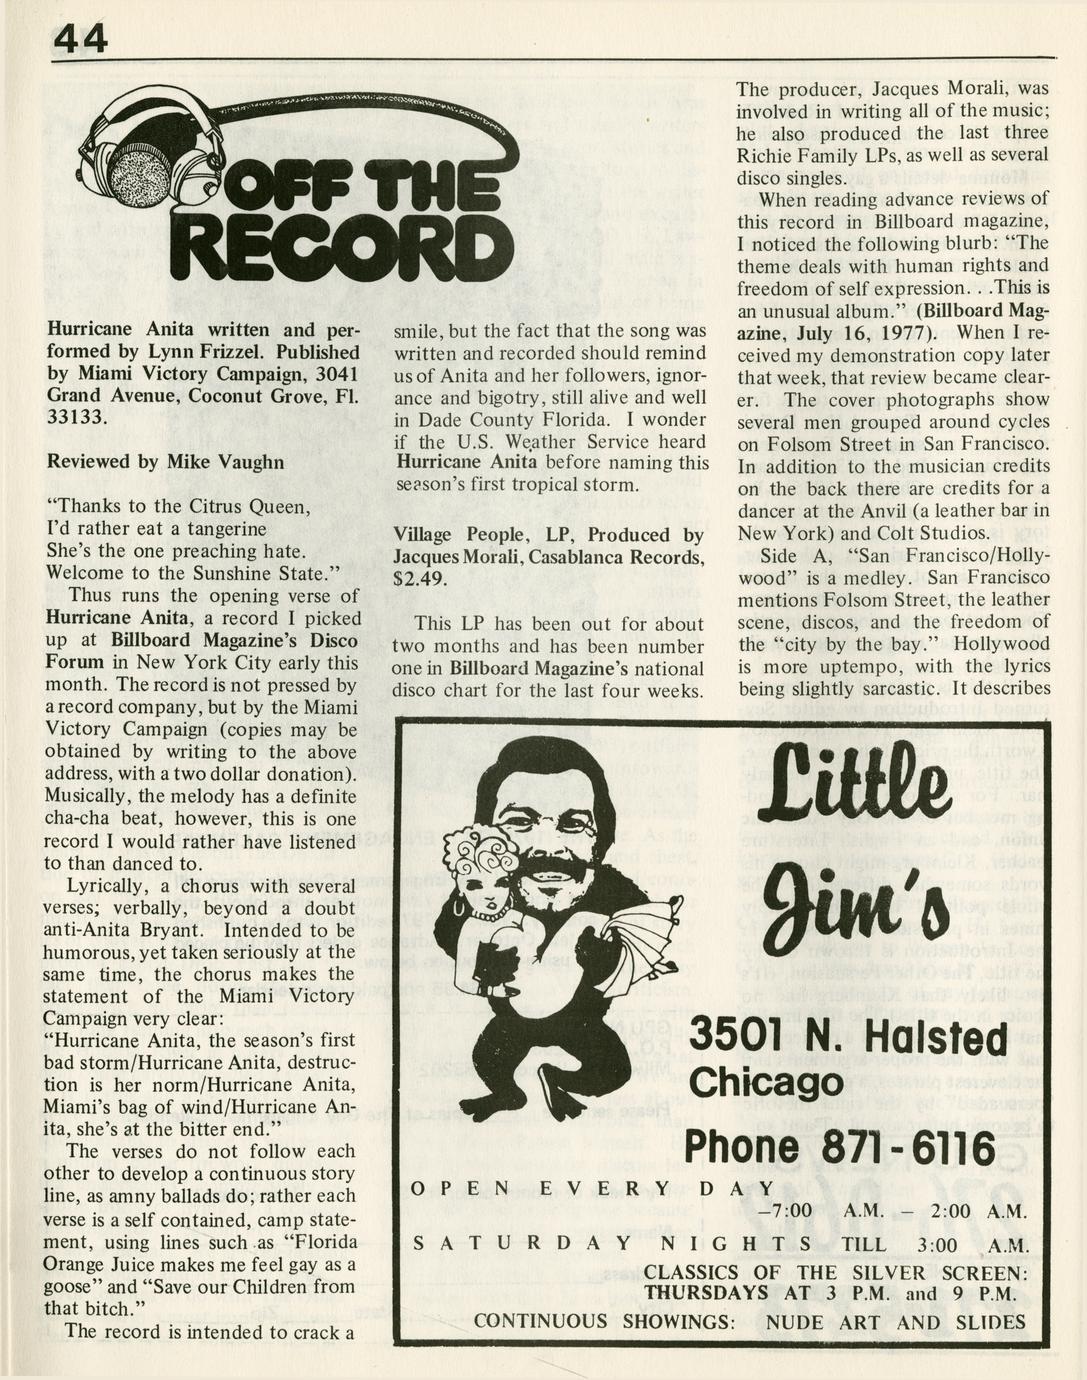 44
OFF THE
RECORD
Hurricane Anita written and per-
formed by Lynn Frizzel. Published
by Miami Victory Campaign, 3041
Grand Avenue, Coconut Grove, Fl.
33133.
Reviewed by Mike Vaughn
“Thanks to the Citrus Queen,
I’d rather eat a tangerine
She’s the one preaching hate.
Welcome to the Sunshine State.”
Thus runs the opening verse of
Hurricane Anita, a record I picked
up at Billboard Magazine’s Disco
Forum in New York City early this
month. The record is not pressed by
a record company, but by the Miami
Victory Campaign (copies may be
obtained by writing to the above
address, with a two dollar donation).
Musically, the melody has a definite
cha-cha beat, however, this is one
record I would rather have listened
to than danced to.
Lyrically, a chorus with several
verses; verbally, beyond a doubt
anti-Anita Bryant. Intended to be
humorous, yet taken seriously at the
same time, the chorus makes the
statement of the Miami Victory
Campaign very clear:
“Hurricane Anita, the season’s first
bad storm/Hurricane Anita, destruc-
tion is her norm/Hurricane Anita,
Miami’s bag of wind/Hurricane An-
ita, she’s at the bitter end.”
The verses do not follow each
other to develop a continuous story
line, as amny ballads do; rather each
verse is a self contained, camp state-
ment, using lines such as “Florida
Orange Juice makes me feel gay as a
goose” and “Save our Children from
that bitch.”
The record is intended to crack a
smile, but the fact that the song was
written and recorded should remind
us of Anita and her followers, ignor-
ance and bigotry, still alive and well
in Dade County Florida. I wonder
if the U.S. Weather Service heard
Hurricane Anita before naming this
season’s first tropical storm.
Village People, LP, Produced by
Jacques Morali, Casablanca Records,
$2.49.
This LP has been out for about
two months and has been number
one in Billboard Magazine’s national
disco chart for the last four weeks.
The producer, Jacques Morali, was
involved in writing all of the music;
he also produced the last three
Richie Family LPs, as well as several
disco singles.
When reading advance reviews of
this record in Billboard magazine,
I noticed the following blurb: “The
theme deals with human rights and
freedom of self expression. . .This is
an unusual album.” (Billboard Mag-
azine, July 16, 1977). When I re-
ceived my demonstration copy later
that week, that review became clear-
er. The cover photographs show
several men grouped around cycles
on Folsom Street in San Francisco.
In addition to the musician credits
on the back there are credits for a
dancer at the Anvil (a leather bar in
New York) and Colt Studios.
Side A, “San Francisco/Holly-
wood” is a medley. San Francisco
mentions Folsom Street, the leather
scene, discos, and the freedom of
the “city by the bay.” Hollywood
is more uptempo, with the lyrics
being slightly sarcastic. It describes
Little
Jim’s
3501 N. Halsted
Chicago
Phone 871-6116
OPEN EVERY DAY
—7:00 A.M. — 2:00 A.M.
SATURDAY NIGHTS TILL 3:00 A.M.
CLASSICS OF THE SILVER SCREEN:
THURSDAYS AT 3 P.M. and 9 P.M.
CONTINUOUS SHOWINGS: NUDE ART AND SLIDES